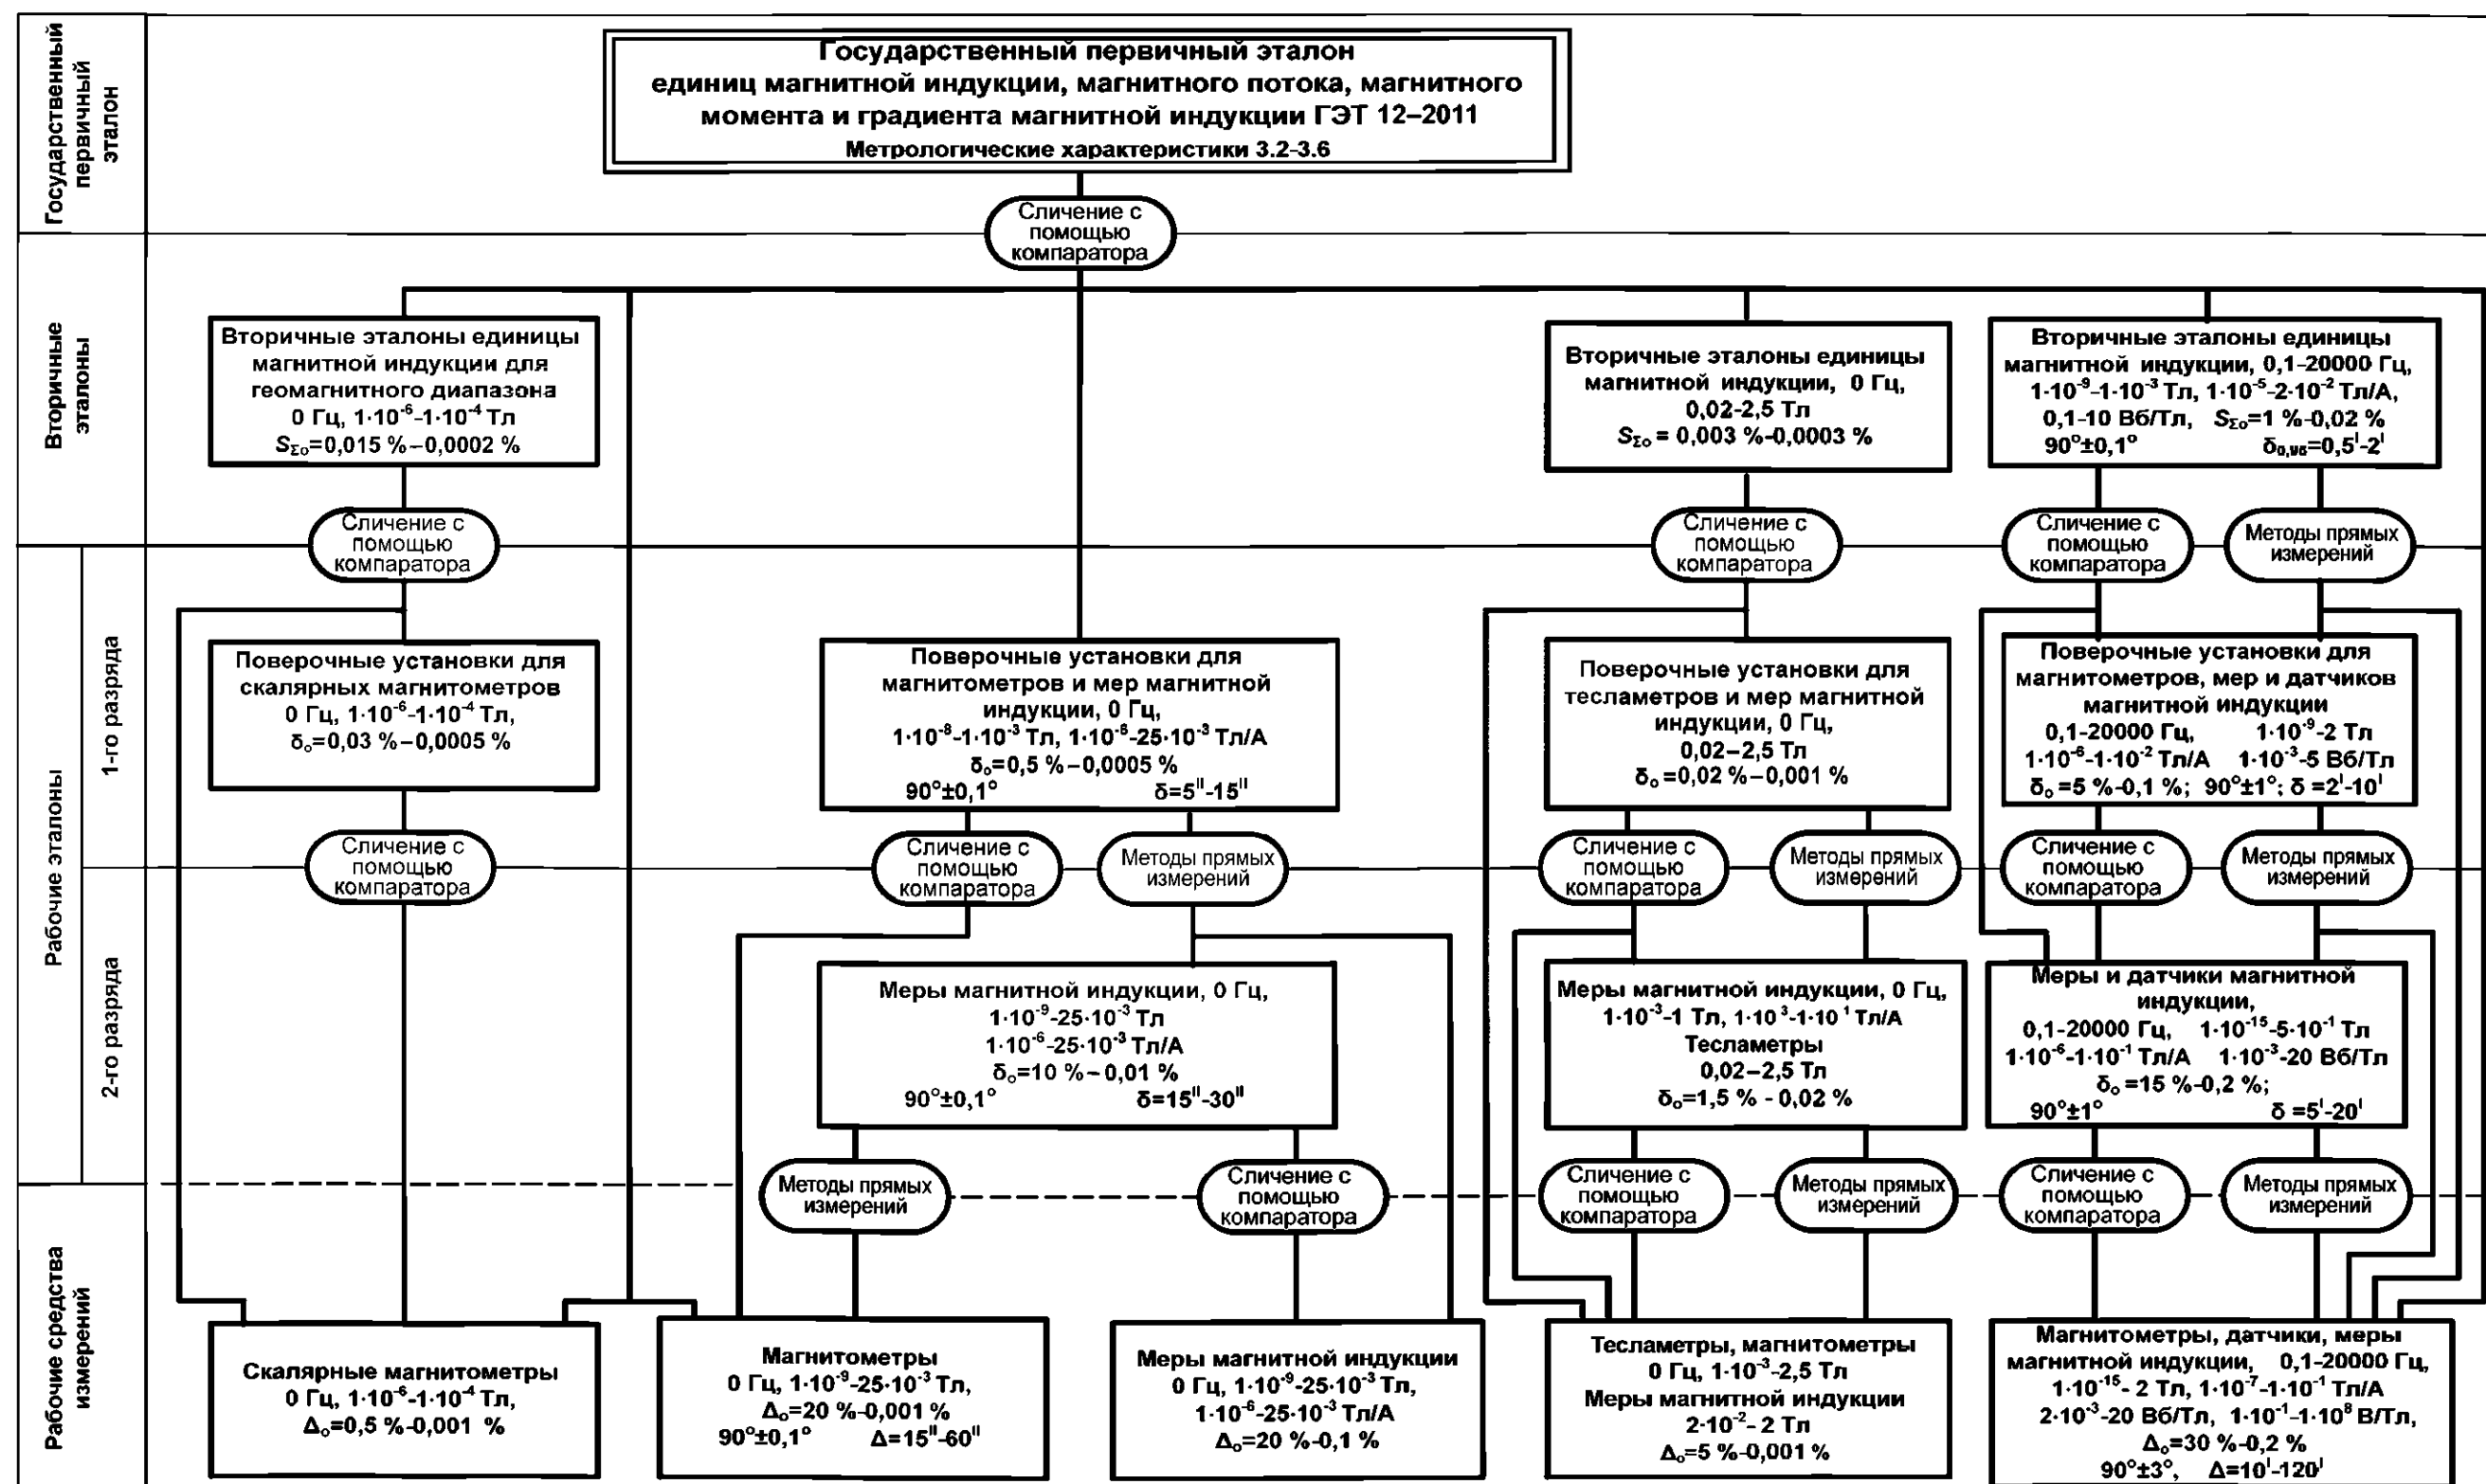 Государственный
первичный
эталон
Государственный первичный эталон
единиц магнитной индукции, магнитного потока, магнитного
момента и градиента магнитной индукции ГЭТ 12–2011
Метрологические характеристики 3.2-3.6
Сличение с
помощью
компаратора
Вторичные
эталоны
Вторичные эталоны единицы
магнитной индукции для
геомагнитного диапазона
0 Гц, 1·10⁻⁶–1·10⁻⁴ Тл
S_Σo=0,015 %–0,0002 %
Вторичные эталоны единицы
магнитной индукции, 0 Гц,
0,02-2,5 Тл
S_Σo = 0,003 %-0,0003 %
Вторичные эталоны единицы
магнитной индукции, 0,1–20000 Гц,
1·10⁻⁹–1·10⁻³ Тл, 1·10⁻⁵-2·10⁻² Тл/А,
0,1–10 Вб/Тл, S_Σo=1 %-0,02 %
90°±0,1° δ₀,ᵤ₆=0,5ᴵ-2ᴵ
Сличение с
помощью
компаратора
Сличение с
помощью
компаратора
Сличение с
помощью
компаратора
Методы прямых
измерений
Рабочие эталоны
1-го разряда
Поверочные установки для
скалярных магнитометров
0 Гц, 1·10⁻⁶-1·10⁻⁴ Тл,
δₒ=0,03 %–0,0005 %
Поверочные установки для
магнитометров и мер магнитной
индукции, 0 Гц,
1·10⁻⁸-1·10⁻³ Тл, 1·10⁻⁶-25·10⁻³ Тл/А
δₒ=0,5 %–0,0005 %
90°±0,1° δ=5ᴵᴵ-15ᴵᴵ
Поверочные установки для
тесламетров и мер магнитной
индукции, 0 Гц,
0,02–2,5 Тл
δₒ=0,02 %–0,001 %
Поверочные установки для
магнитометров, мер и датчиков
магнитной индукции
0,1-20000 Гц, 1·10⁻⁹-2 Тл
1·10⁻⁶-1·10⁻² Тл/А 1·10⁻³-5 Вб/Тл
δₒ =5 %-0,1 %; 90°±1°; δ =2ᴵ-10ᴵ
Сличение с
помощью
компаратора
Сличение с
помощью
компаратора
Методы прямых
измерений
Сличение с
помощью
компаратора
Методы прямых
измерений
Сличение с
помощью
компаратора
Методы прямых
измерений
2-го разряда
Меры магнитной индукции, 0 Гц,
1·10⁻⁹-25·10⁻³ Тл
1·10⁻⁶-25·10⁻³ Тл/А
δₒ=10 %–0,01 %
90°±0,1° δ=15ᴵᴵ-30ᴵᴵ
Меры магнитной индукции, 0 Гц,
1·10⁻³-1 Тл, 1·10 ³-1·10 ¹ Тл/А
Тесламетры
0,02–2,5 Тл
δₒ=1,5 % - 0,02 %
Меры и датчики магнитной
индукции,
0,1-20000 Гц, 1·10⁻¹⁵-5·10⁻¹ Тл
1·10⁻⁶-1·10⁻¹ Тл/А 1·10⁻³-20 Вб/Тл
δₒ =15 %-0,2 %;
90°±1° δ =5ᴵ-20ᴵ
Методы прямых
измерений
Сличение с
помощью
компаратора
Сличение с
помощью
компаратора
Методы прямых
измерений
Сличение с
помощью
компаратора
Методы прямых
измерений
Рабочие средства
измерений
Скалярные магнитометры
0 Гц, 1·10⁻⁶-1·10⁻⁴ Тл,
Δₒ=0,5 %-0,001 %
Магнитометры
0 Гц, 1·10⁻⁹-25·10⁻³ Тл,
Δₒ=20 %-0,001 %
90°±0,1° Δ=15ᴵᴵ-60ᴵᴵ
Меры магнитной индукции
0 Гц, 1·10⁻⁹-25·10⁻³ Тл,
1·10⁻⁶-25·10⁻³ Тл/А
Δₒ=20 %-0,1 %
Тесламетры, магнитометры
0 Гц, 1·10⁻³-2,5 Тл
Меры магнитной индукции
2·10⁻²- 2 Тл
Δₒ=5 %-0,001 %
Магнитометры, датчики, меры
магнитной индукции, 0,1-20000 Гц,
1·10⁻¹⁵- 2 Тл, 1·10⁻⁷-1·10⁻¹ Тл/А
2·10⁻³-20 Вб/Тл, 1·10⁻¹-1·10⁸ В/Тл,
Δₒ=30 %-0,2 %
90°±3°, Δ=10ᴵ-120ᴵ